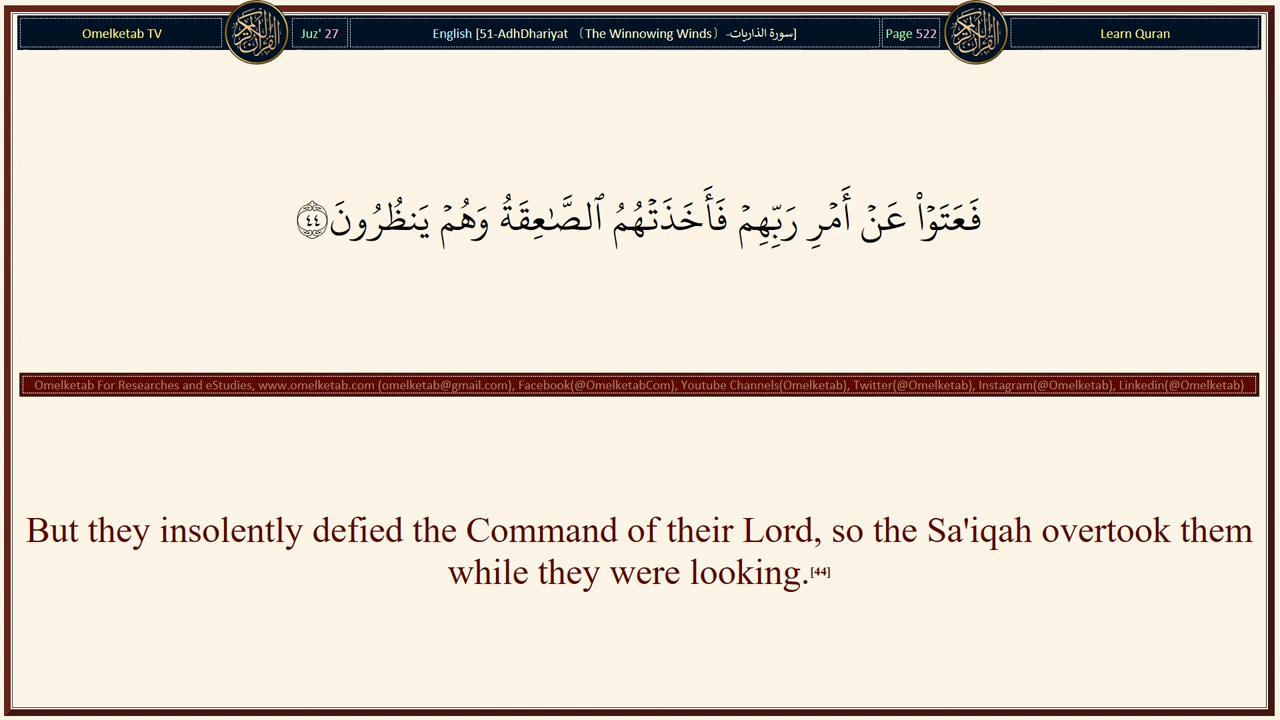 Omelketab TV
Juz' 27
English [51-AdhDhariyat 〔The Winnowing Winds〕 -سورة الذاريات]
Page 522
Learn Quran
فَعَتَوۡاْ عَنۡ أَمۡرِ رَبِّهِمۡ فَأَخَذَتۡهُمُ ٱلصَّٰعِقَةُ وَهُمۡ يَنظُرُونَ ٤٤
Omelketab For Researches and eStudies, www.omelketab.com (omelketab@gmail.com), Facebook(@OmelketabCom), Youtube Channels(Omelketab), Twitter(@Omelketab), Instagram(@Omelketab), Linkedin(@Omelketab)
But they insolently defied the Command of their Lord, so the Sa'iqah overtook them
while they were looking.[44]